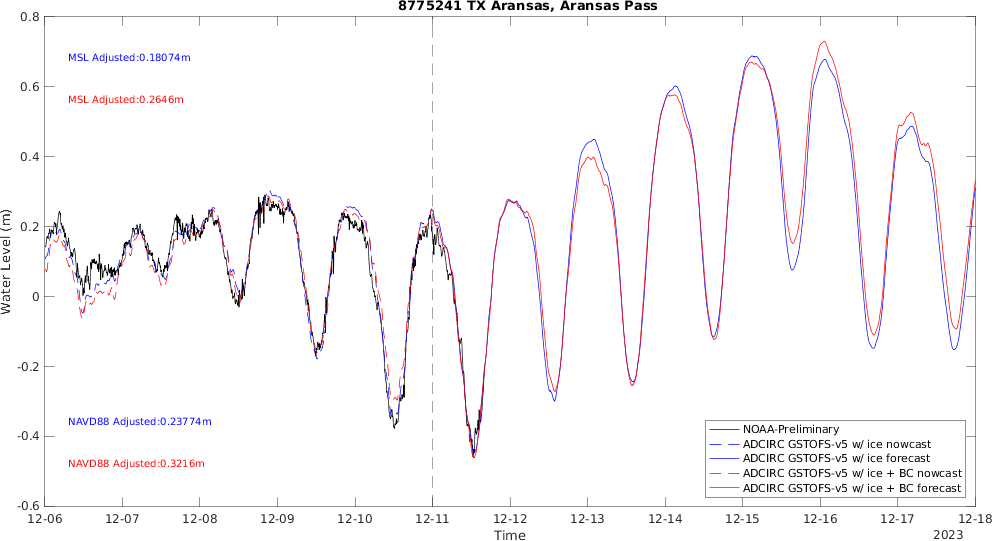 8775241 TX Aransas, Aransas Pass
0.8
0.6
0.4
0.2
0
-0.2
-0.4
-0.6
Water Level (m)
MSL Adjusted:0.18074m
MSL Adjusted:0.2646m
NAVD88 Adjusted:0.23774m
NAVD88 Adjusted:0.3216m
NOAA-Preliminary
ADCIRC GSTOFS-v5 w/ ice nowcast
ADCIRC GSTOFS-v5 w/ ice forecast
ADCIRC GSTOFS-v5 w/ ice + BC nowcast
ADCIRC GSTOFS-v5 w/ ice + BC forecast
12-06 12-07 12-08 12-09 12-10 12-11 12-12 12-13 12-14 12-15 12-16 12-17 12-18
Time
2023